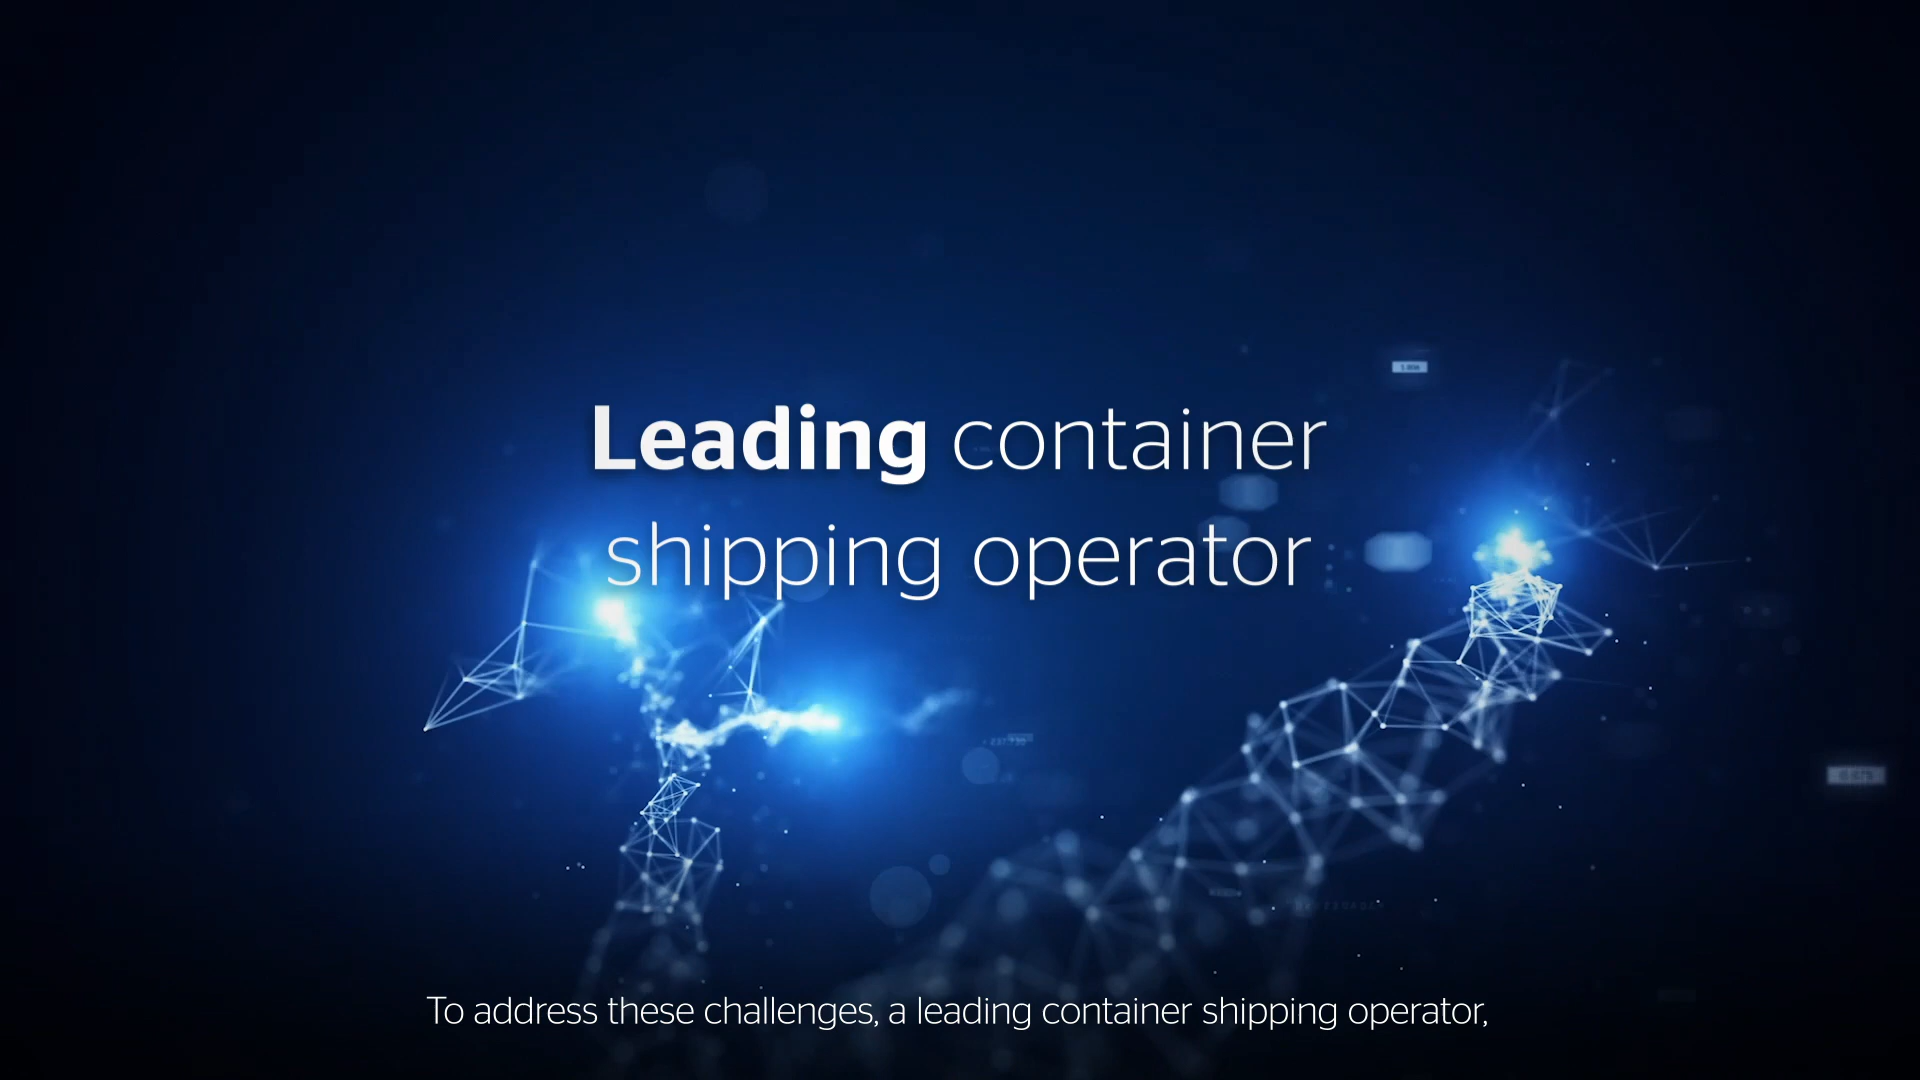 Leading container
shipping operator
To address these challenges, a leading container shipping operator,